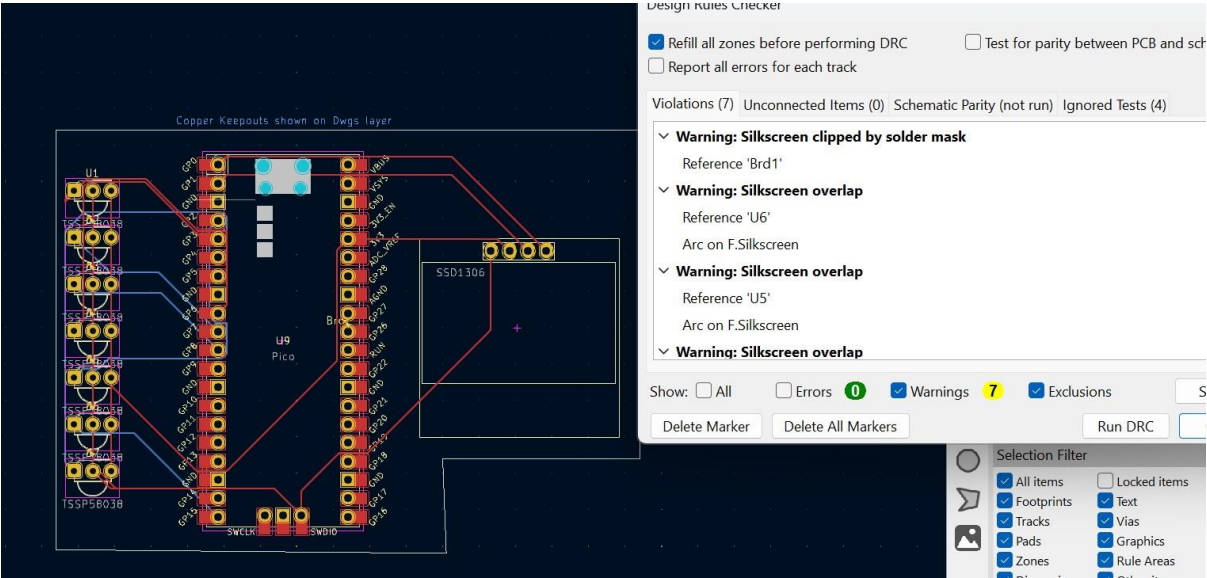 Design Rules Checker
Refill all zones before performing DRC
Test for parity between PCB and sch
Report all errors for each track
Violations (7) Unconnected Items (0) Schematic Parity (not run) Ignored Tests (4)
Warning: Silkscreen clipped by solder mask
Reference 'Brd1'
Warning: Silkscreen overlap
Reference 'U6'
Arc on F.Silkscreen
Warning: Silkscreen overlap
Reference 'U5'
Arc on F.Silkscreen
Warning: Silkscreen overlap
Show: All Errors 0 Warnings 7 Exclusions
Delete Marker Delete All Markers Run DRC
Selection Filter
All items Locked items
Footprints Text
Tracks Vias
Pads Graphics
Zones Rule Areas
Copper Keepouts shown on Dwgs layer
U1
TSSP58038
GP0
GP1
GND
GP2
GP3
GP4
GP5
GND
GP6
GP7
GP8
GP9
GND
GP10
GP11
GP12
GP13
GND
GP14
GP15
VBUS
VSYS
GND
3V3_EN
3V3
ADC_VREF
GP28
AGND
GP27
GP26
RUN
GP22
GND
GP21
GP20
GP19
GP18
GND
GP17
GP16
U9
Pico
SWCLK
SWDIO
SSD1306